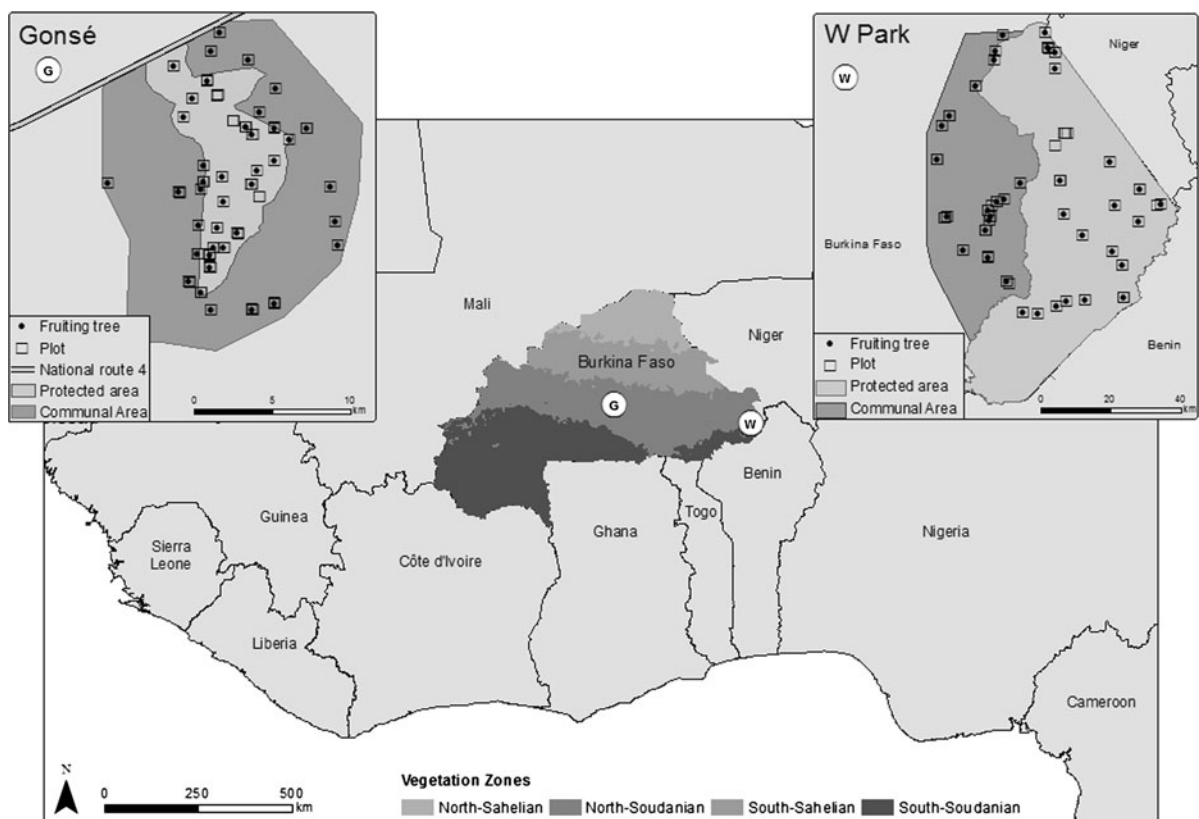 Gonsé
G
Fruiting tree
Plot
National route 4
Protected area
Communal Area
0 5 10
km
W Park
W
Niger
Burkina Faso
Benin
Fruiting tree
Plot
Protected area
Communal Area
0 20 40
km
Mali
Niger
Burkina Faso
G
W
Benin
Guinea
Togo
Sierra
Leone
Côte d'Ivoire
Ghana
Nigeria
Liberia
Cameroon
N
0 250 500
km
Vegetation Zones
North-Sahelian North-Soudanian South-Sahelian South-Soudanian